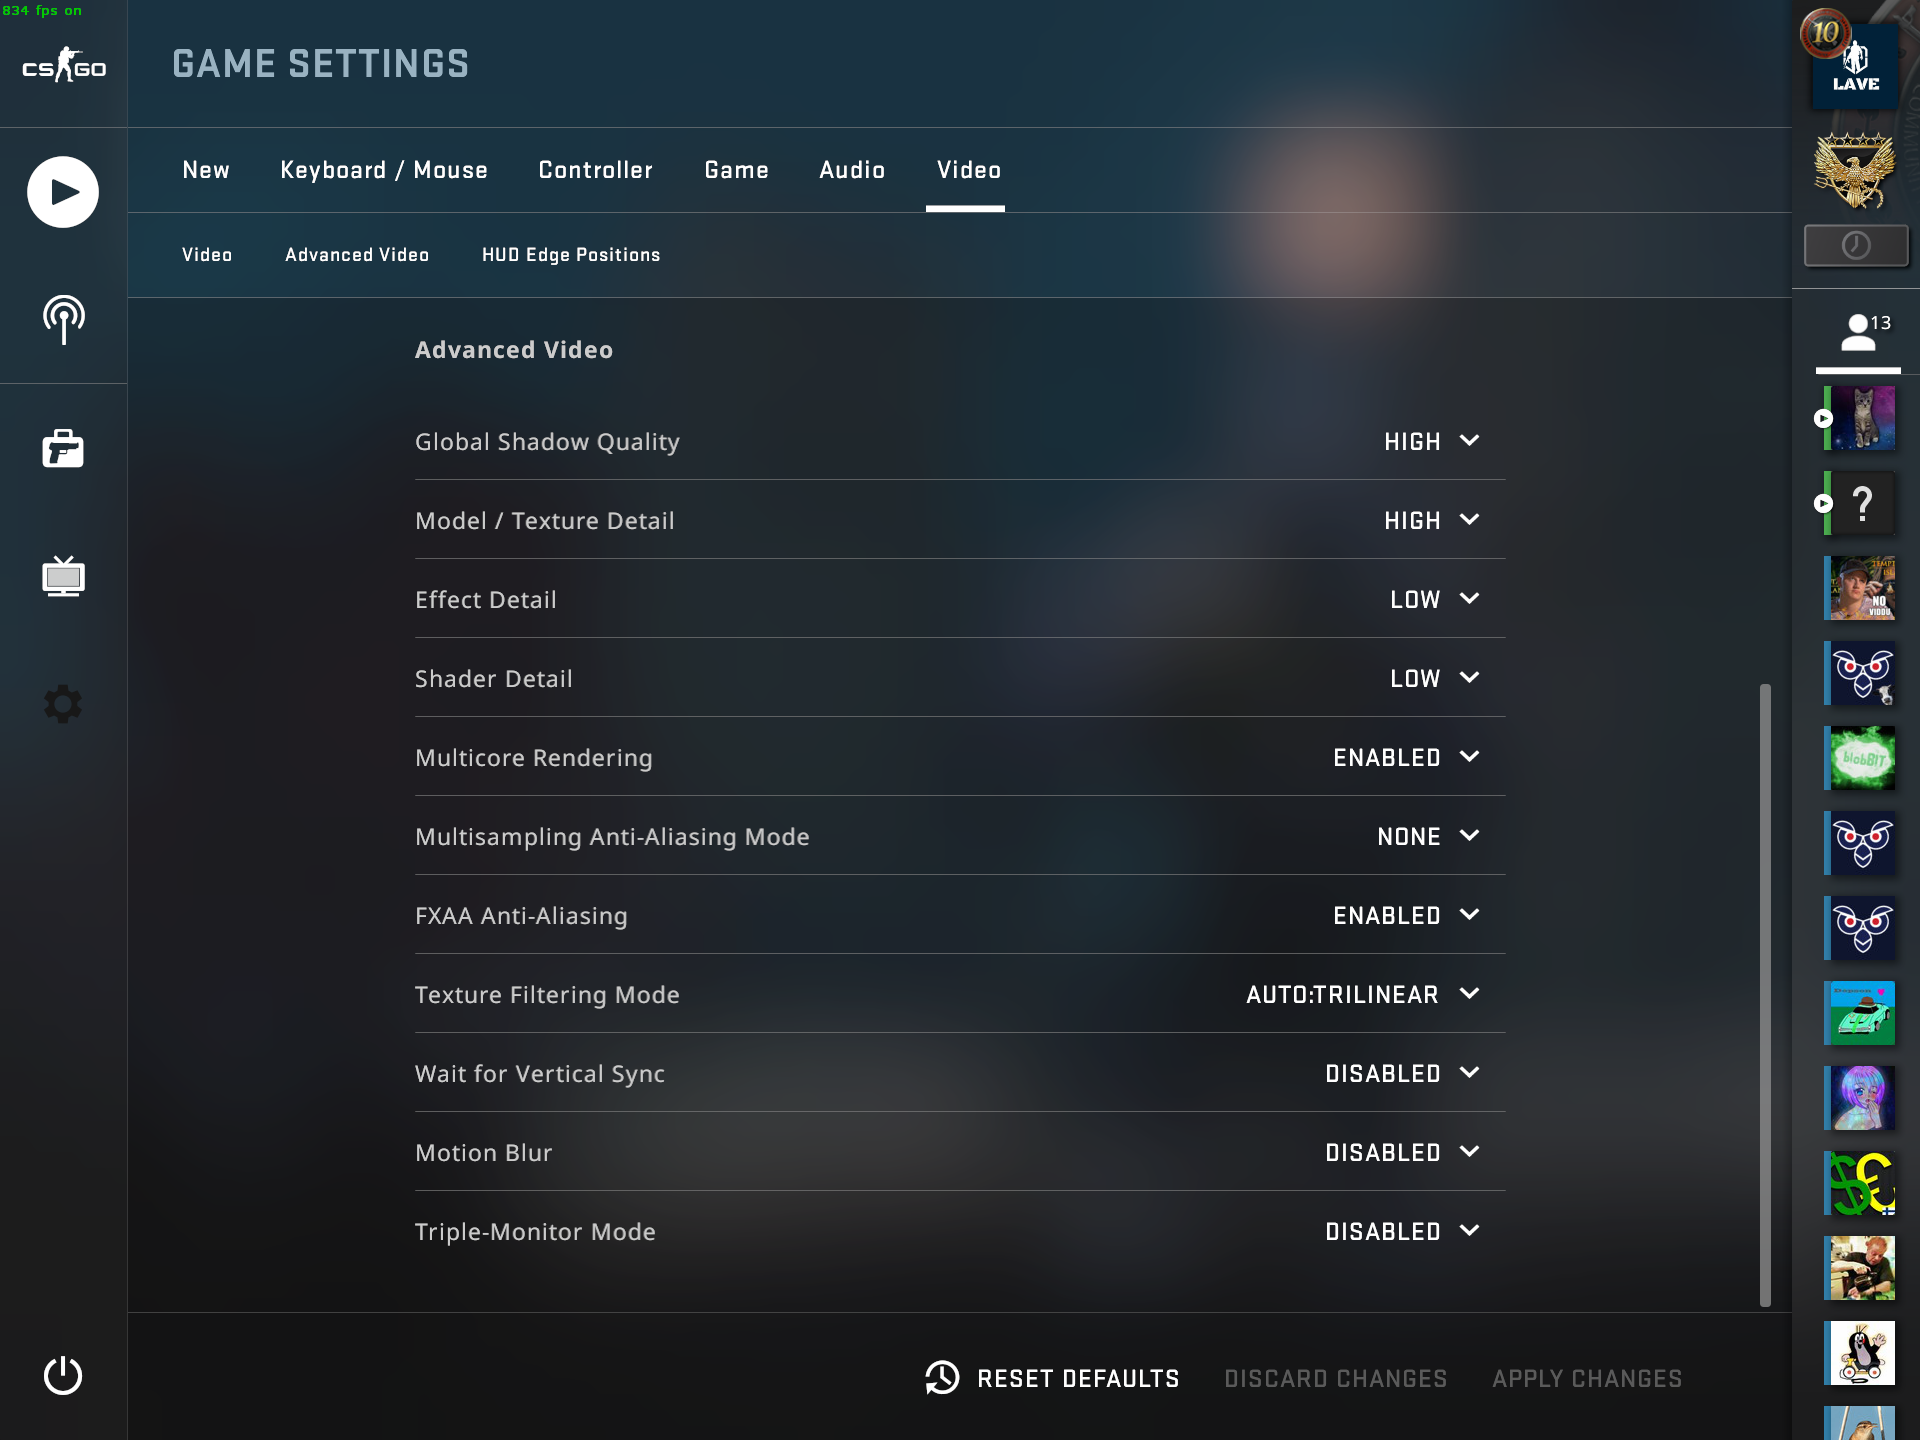 834 fps on
CS GO
GAME SETTINGS
10
LAVE
New Keyboard / Mouse Controller Game Audio Video
Video Advanced Video HUD Edge Positions
13
Advanced Video
Global Shadow Quality HIGH
Model / Texture Detail HIGH
?
Effect Detail LOW
NO
VIDDU
Shader Detail LOW
Multicore Rendering ENABLED
blobBIT
Multisampling Anti-Aliasing Mode NONE
FXAA Anti-Aliasing ENABLED
Texture Filtering Mode AUTO:TRILINEAR
Wait for Vertical Sync DISABLED
Motion Blur DISABLED
$€
Triple-Monitor Mode DISABLED
RESET DEFAULTS DISCARD CHANGES APPLY CHANGES